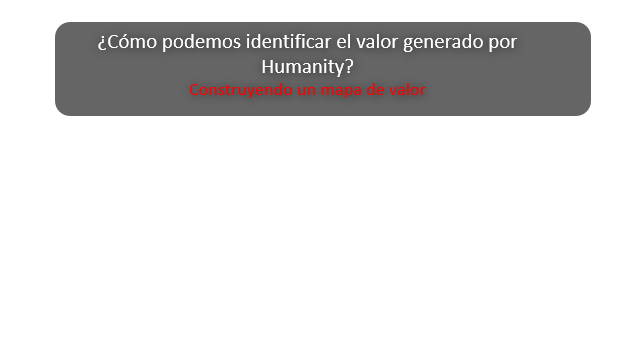 ¿Cómo podemos identificar el valor generado por
Humanity?
Construyendo un mapa de valor